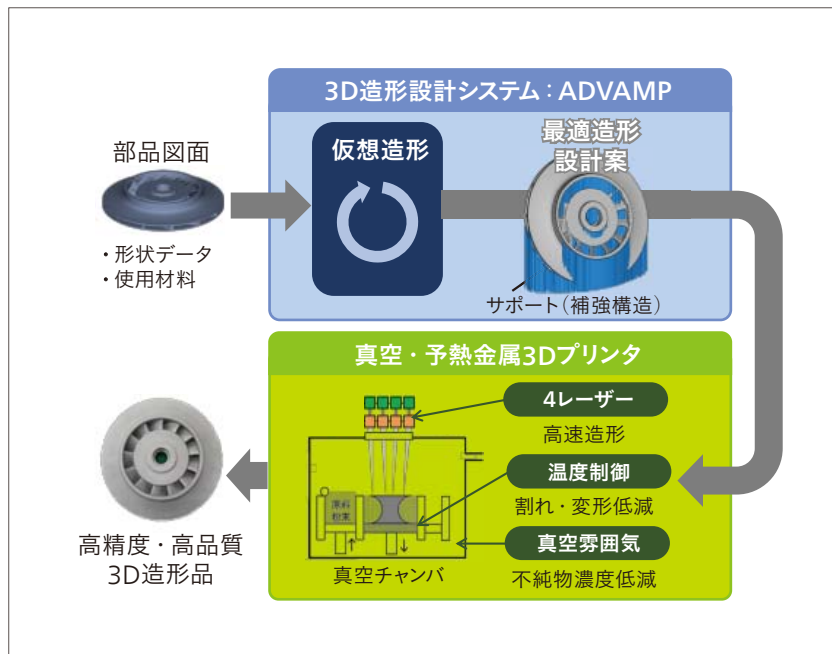 3D造形設計システム：ADVAMP
部品図面
・形状データ
・使用材料
仮想造形
最適造形
設計案
サポート（補強構造）
真空・予熱金属3Dプリンタ
4レーザー
高速造形
温度制御
割れ・変形低減
真空雰囲気
不純物濃度低減
原料
粉末
真空チャンバ
高精度・高品質
3D造形品